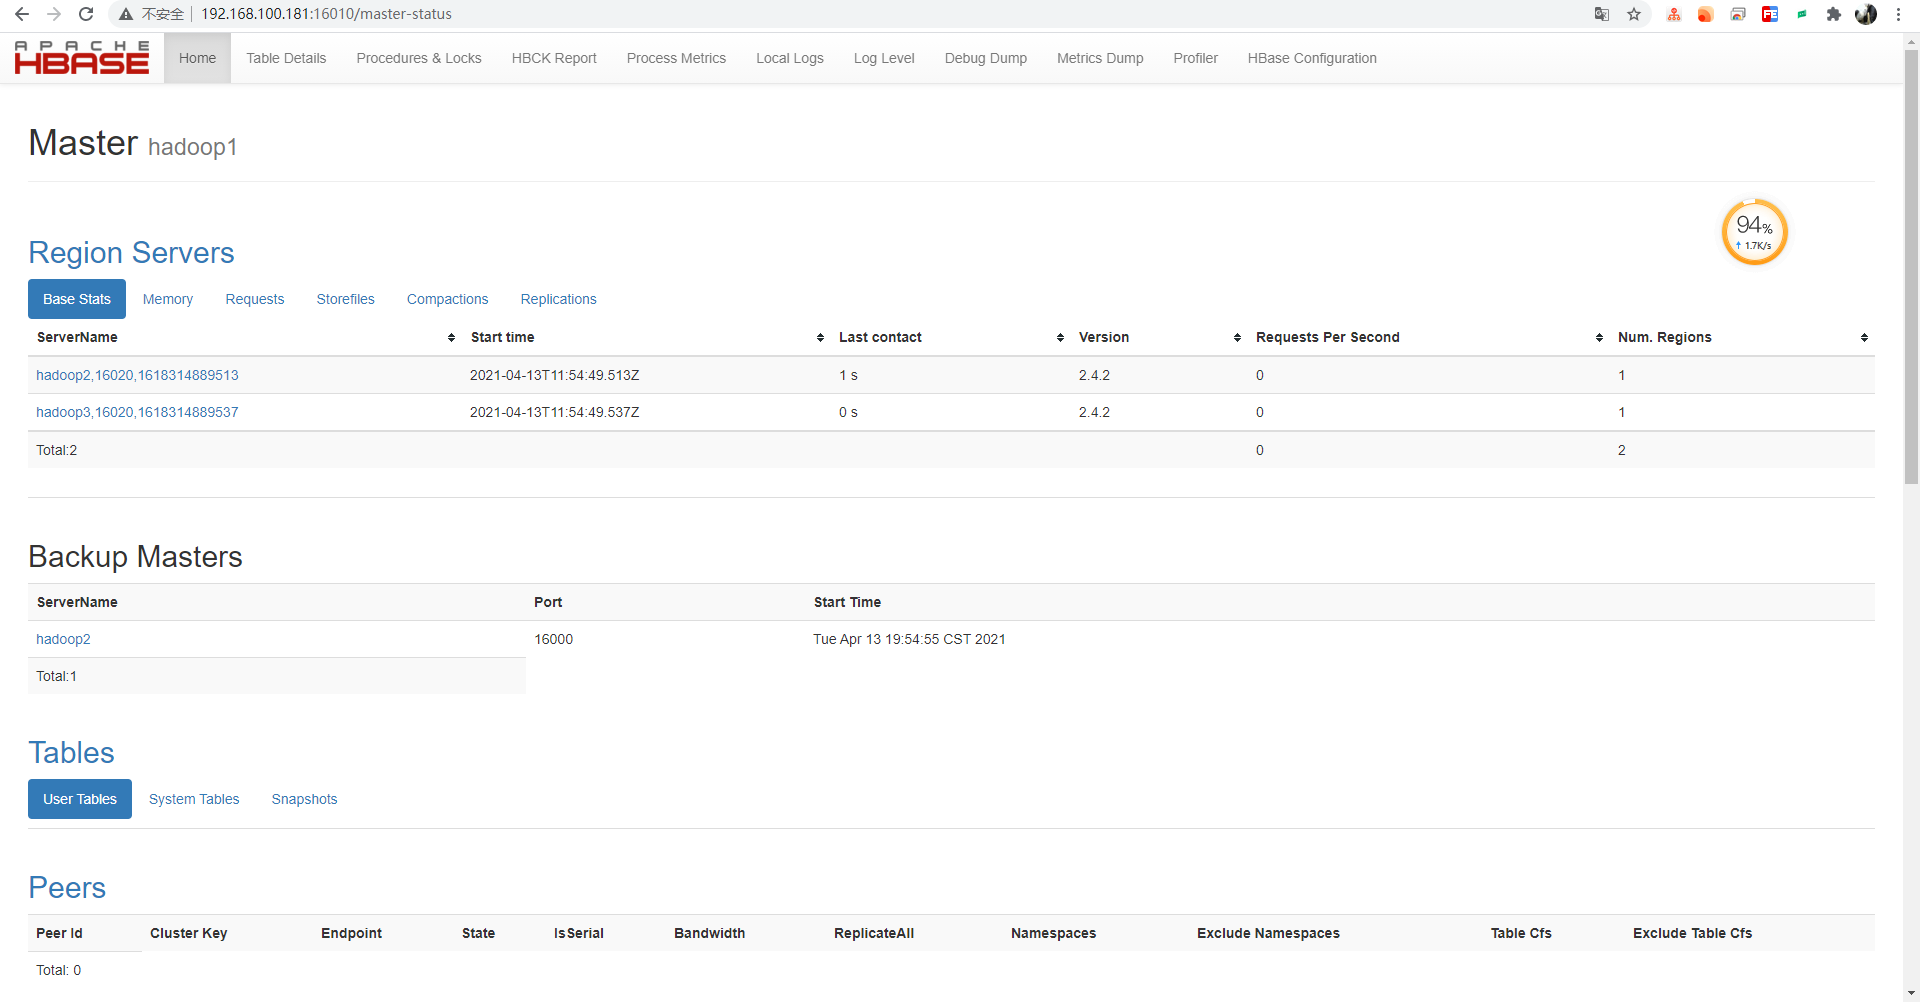 不安全 192.168.100.181:16010/master-status
APACHE
HBASE
Home Table Details Procedures & Locks HBCK Report Process Metrics Local Logs Log Level Debug Dump Metrics Dump Profiler HBase Configuration
Master hadoop1
94%
↑ 1.7K/s
Region Servers
Base Stats Memory Requests Storefiles Compactions Replications
ServerName Start time Last contact Version Requests Per Second Num. Regions
hadoop2,16020,1618314889513 2021-04-13T11:54:49.513Z 1 s 2.4.2 0 1
hadoop3,16020,1618314889537 2021-04-13T11:54:49.537Z 0 s 2.4.2 0 1
Total:2 0 2
Backup Masters
ServerName Port Start Time
hadoop2 16000 Tue Apr 13 19:54:55 CST 2021
Total:1
Tables
User Tables System Tables Snapshots
Peers
Peer Id Cluster Key Endpoint State IsSerial Bandwidth ReplicateAll Namespaces Exclude Namespaces Table Cfs Exclude Table Cfs
Total: 0